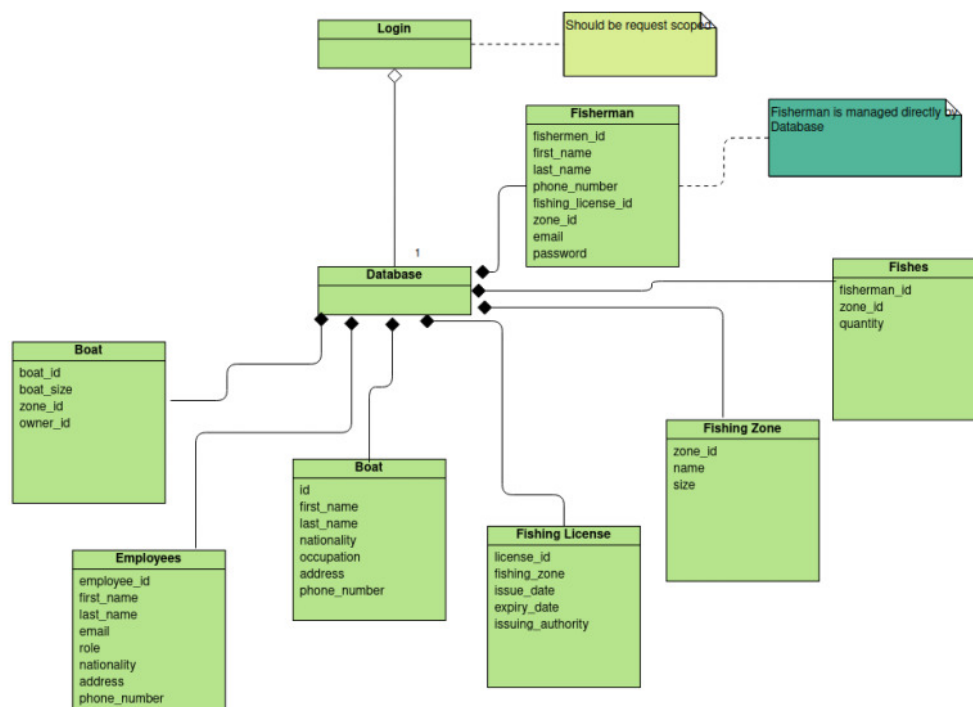 Login
Should be request scoped
Fisherman
fishermen_id
first_name
last_name
phone_number
fishing_license_id
zone_id
email
password
Fisherman is managed directly by
Database
1
Database
Fishes
fisherman_id
zone_id
quantity
Boat
boat_id
boat_size
zone_id
owner_id
Fishing Zone
zone_id
name
size
Boat
id
first_name
last_name
nationality
occupation
address
phone_number
Fishing License
license_id
fishing_zone
issue_date
expiry_date
issuing_authority
Employees
employee_id
first_name
last_name
email
role
nationality
address
phone_number